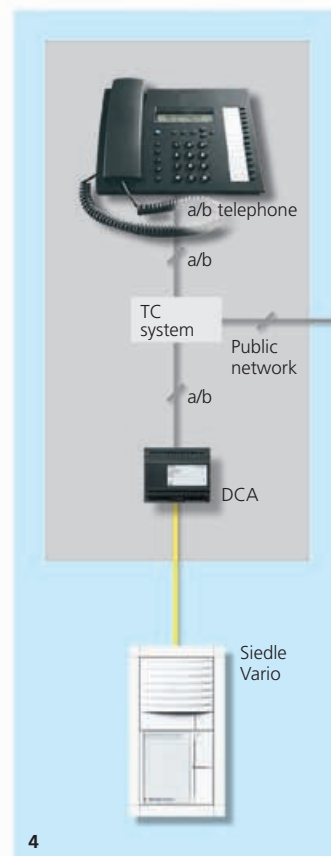 a/b telephone
a/b
TC
system
Public
network
a/b
DCA
Siedle
Vario
4